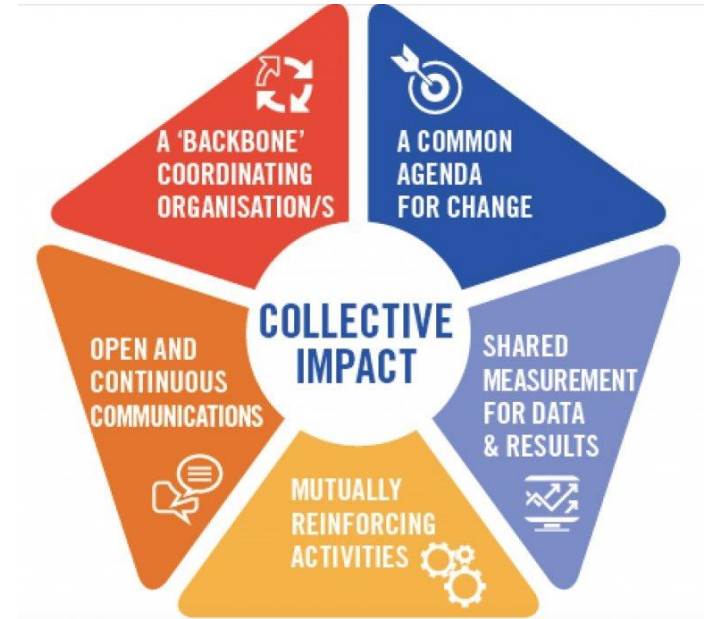 A ‘BACKBONE’
COORDINATING
ORGANISATION/S
A COMMON
AGENDA
FOR CHANGE
COLLECTIVE
IMPACT
OPEN AND
CONTINUOUS
COMMUNICATIONS
SHARED
MEASUREMENT
FOR DATA
& RESULTS
MUTUALLY
REINFORCING
ACTIVITIES